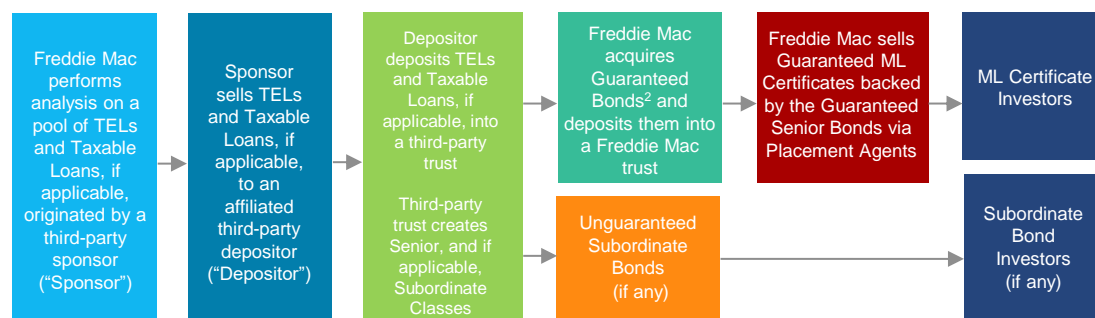 Freddie Mac
performs
analysis on a
pool of TELs
and Taxable
Loans, if
applicable,
originated by a
third-party
sponsor
(“Sponsor”)
Sponsor
sells TELs
and Taxable
Loans, if
applicable,
to an
affiliated
third-party
depositor
(“Depositor”)
Depositor
deposits TELs
and Taxable
Loans, if
applicable, into
a third-party
trust
Third-party
trust creates
Senior, and if
applicable,
Subordinate
Classes
Freddie Mac
acquires
Guaranteed
Bonds² and
deposits them into
a Freddie Mac
trust
Unguaranteed
Subordinate
Bonds
(if any)
Freddie Mac sells
Guaranteed ML
Certificates backed
by the Guaranteed
Senior Bonds via
Placement Agents
ML Certificate
Investors
Subordinate
Bond
Investors
(if any)